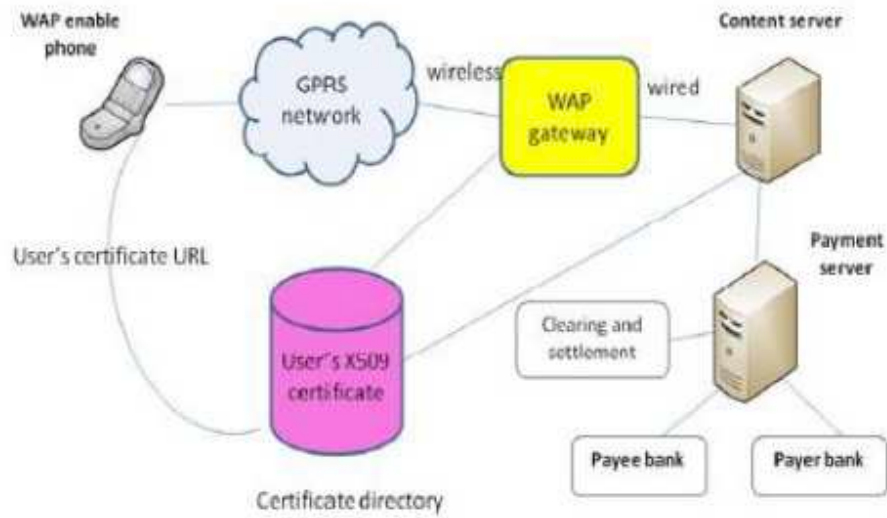 WAP enable
phone
GPRS
network
wireless
WAP
gateway
wired
Content server
User's certificate URL
User's X509
certificate
Certificate directory
Payment
server
Clearing and
settlement
Payee bank
Payer bank